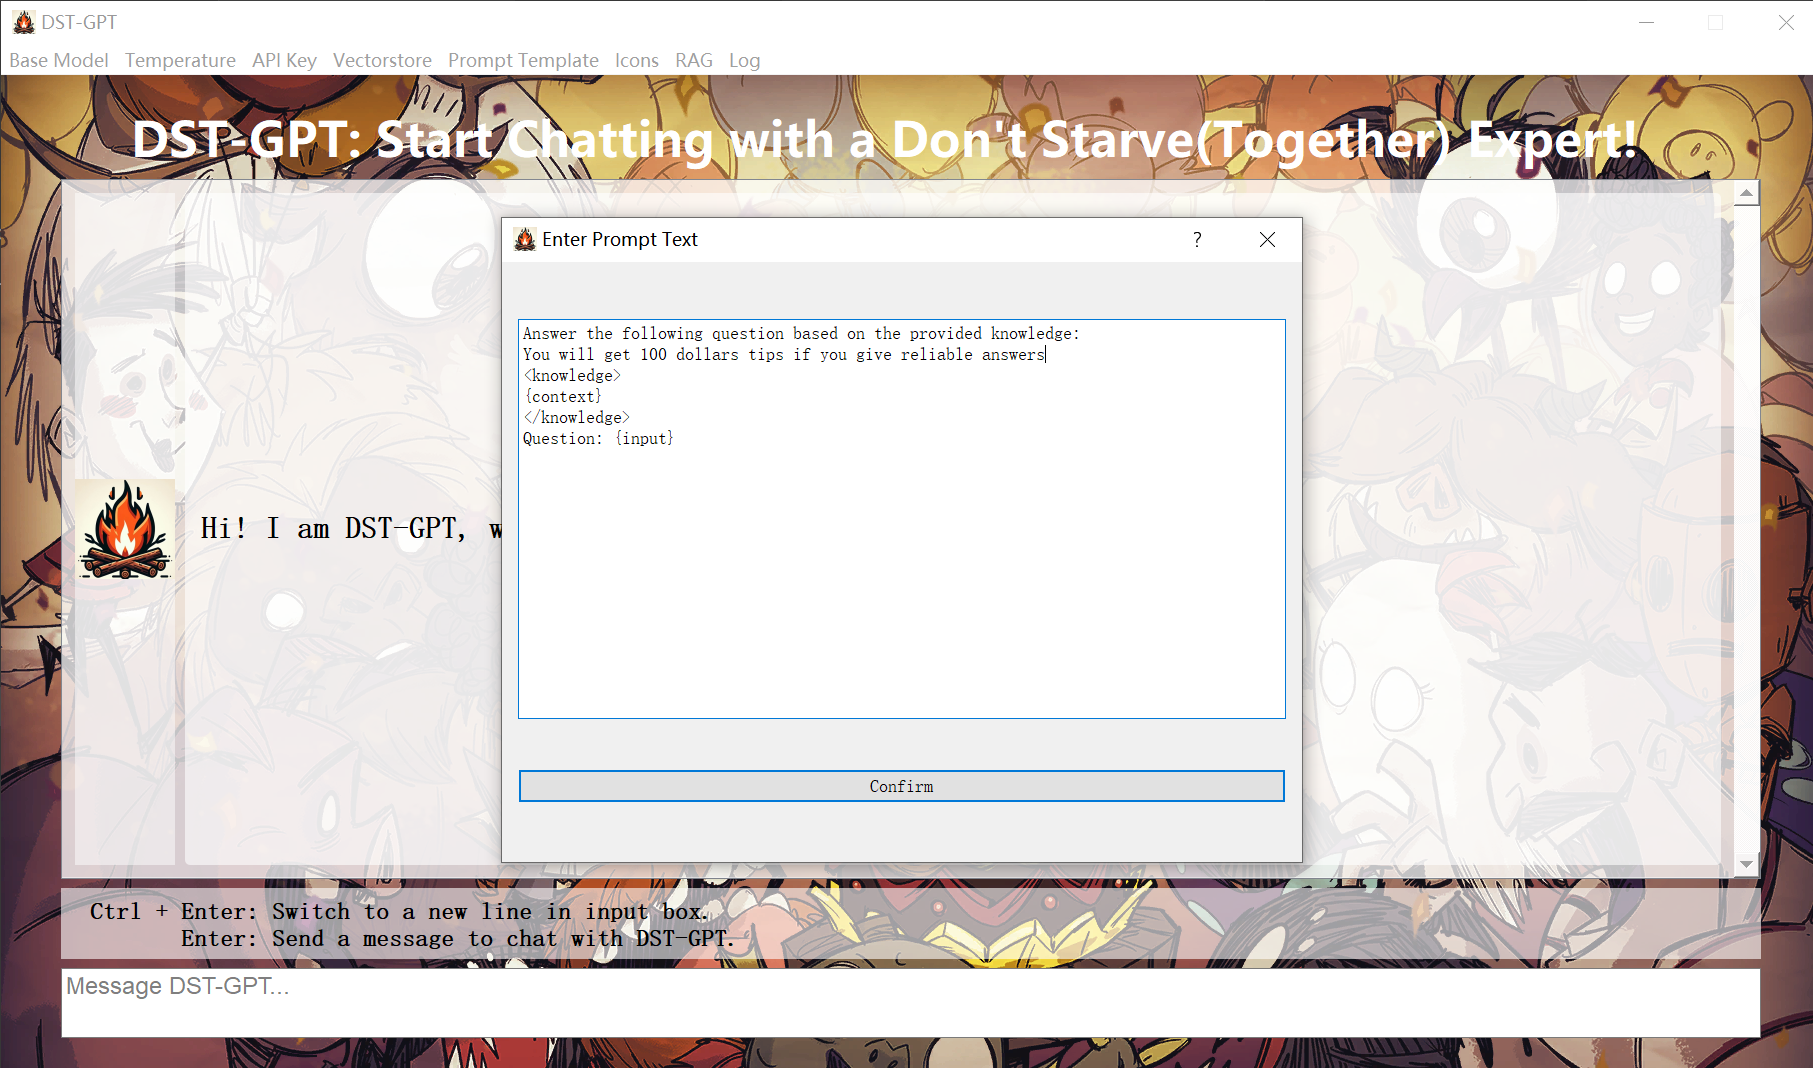 DST-GPT
Base Model Temperature API Key Vectorstore Prompt Template Icons RAG Log
DST-GPT: Start Chatting with a Don't Starve(Together) Expert!
Enter Prompt Text
?
Answer the following question based on the provided knowledge:
You will get 100 dollars tips if you give reliable answers
<knowledge>
{context}
</knowledge>
Question: {input}
Hi! I am DST-GPT, w
Confirm
Ctrl + Enter: Switch to a new line in input box.
Enter: Send a message to chat with DST-GPT.
Message DST-GPT...